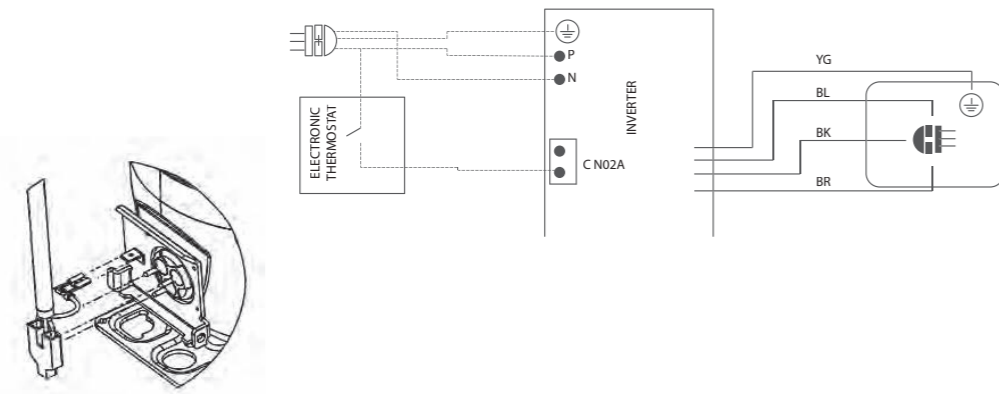 P
N
ELECTRONIC
THERMOSTAT
C N02A
INVERTER
YG
BL
BK
BR